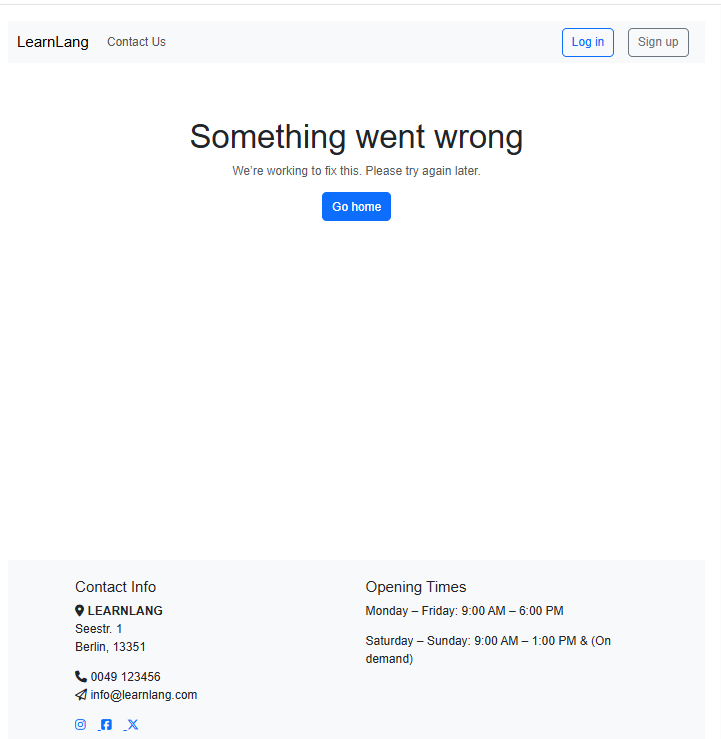 LearnLang Contact Us Log in Sign up
Something went wrong
We’re working to fix this. Please try again later.
Go home
Contact Info
LEARNLANG
Seestr. 1
Berlin, 13351
0049 123456
info@learnlang.com
Opening Times
Monday – Friday: 9:00 AM – 6:00 PM
Saturday – Sunday: 9:00 AM – 1:00 PM & (On
demand)